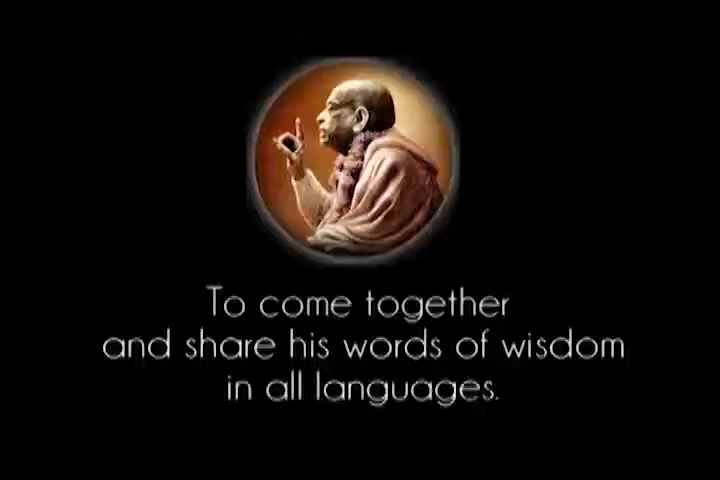 To come together
and share his words of wisdom
in all languages.